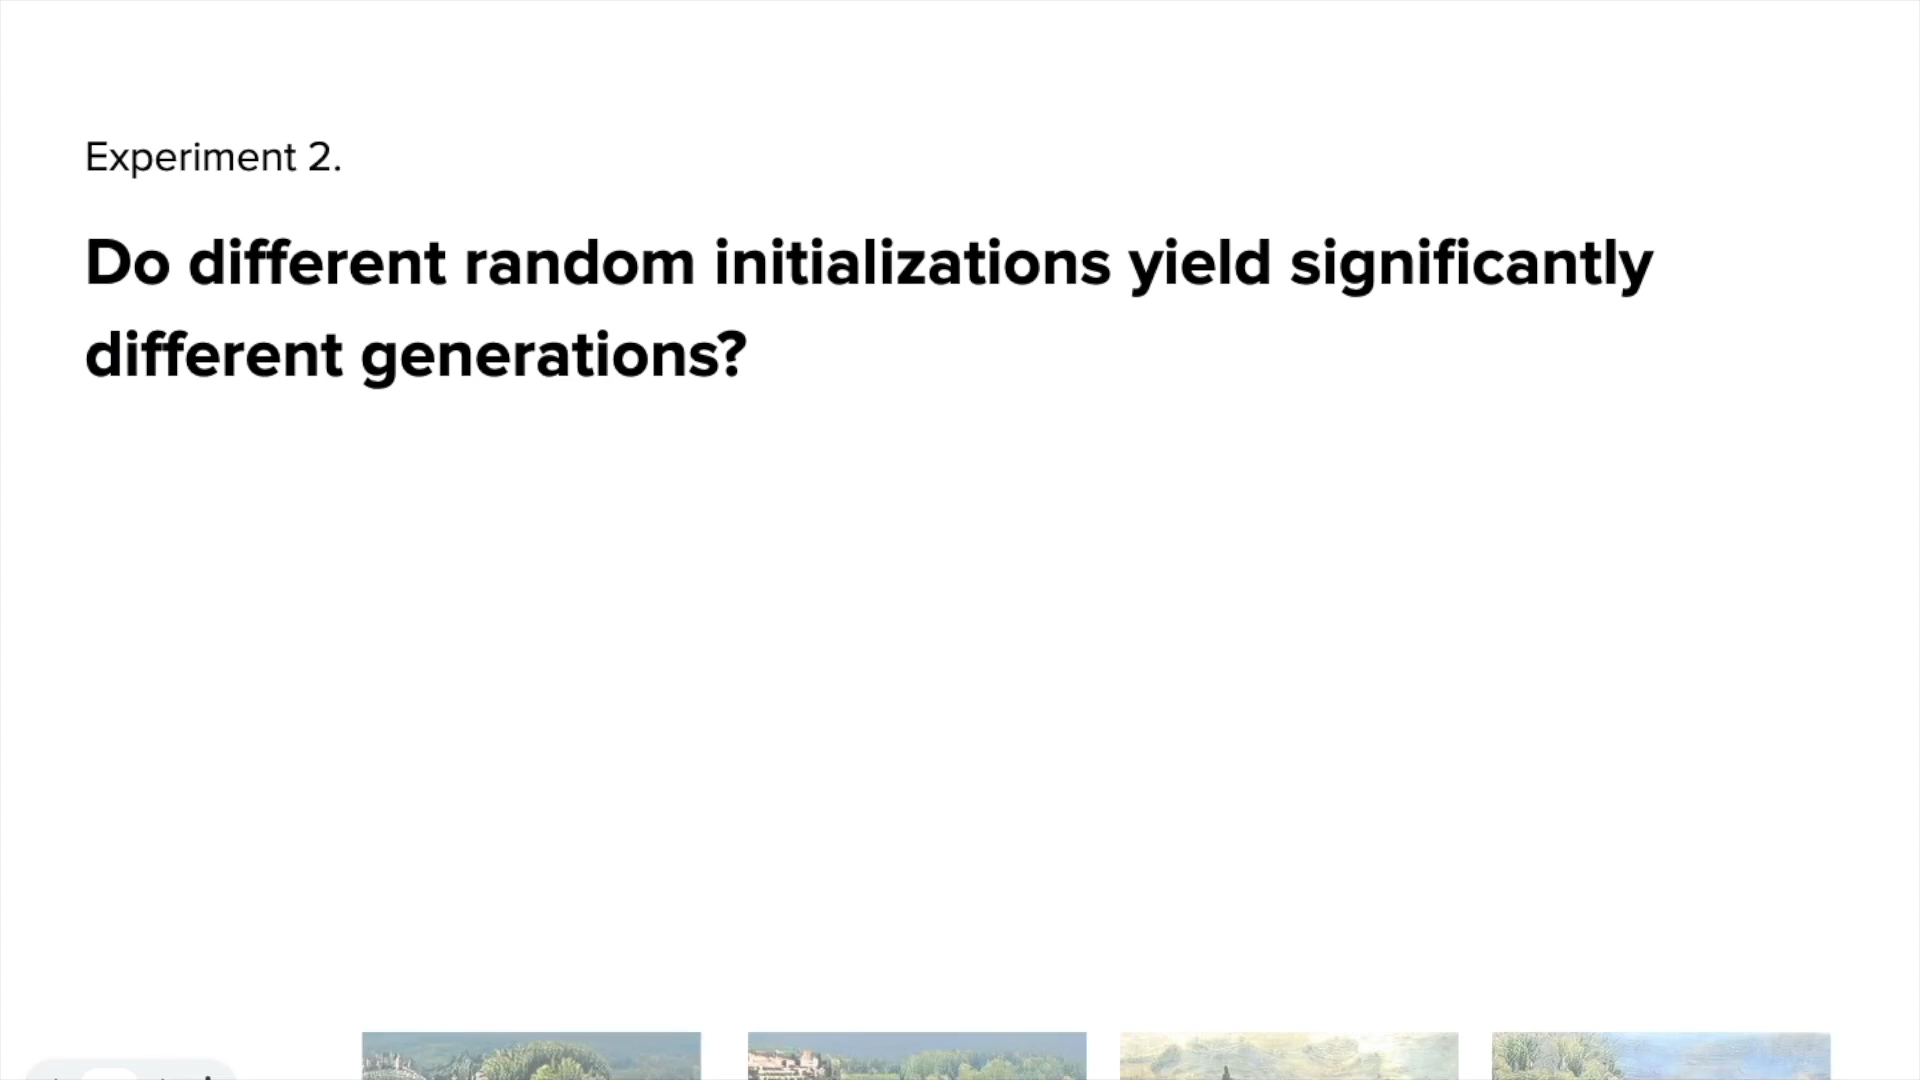 Experiment 2.
Do different random initializations yield significantly
different generations?